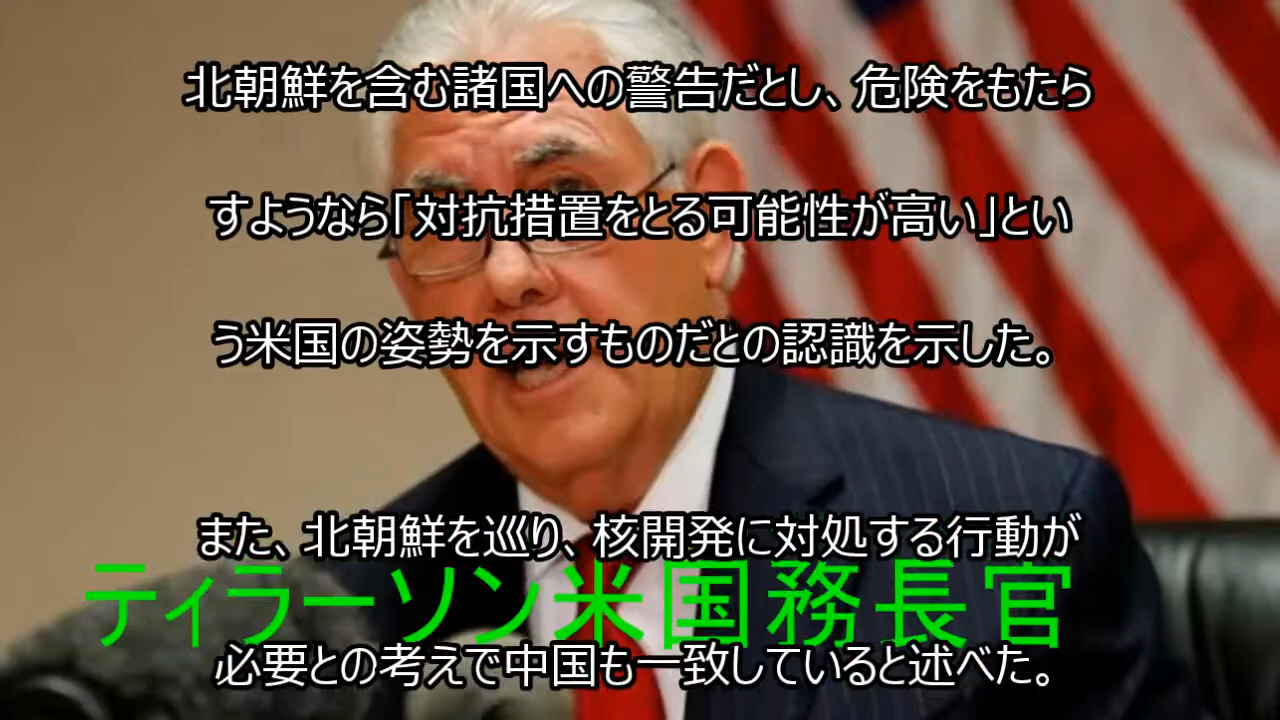 北朝鮮を含む諸国への警告だとし、危険をもたら
すようなら「対抗措置をとる可能性が高い」とい
う米国の姿勢を示すものだとの認識を示した。
また、北朝鮮を巡り、核開発に対処する行動が
ティラーソン米国務長官
必要との考えで中国も一致していると述べた。